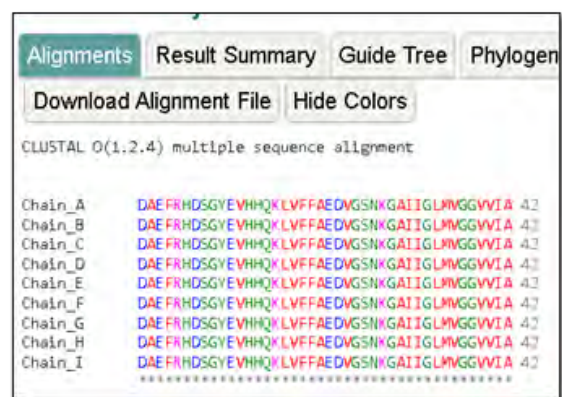 Alignments Result Summary Guide Tree Phylogen
Download Alignment File Hide Colors
CLUSTAL O(1.2.4) multiple sequence alignment
Chain_A DAEFRHDSGYEVHHQKLVFFAEDVGSNKGAIIGLMVGGVVIA 42
Chain_B DAEFRHDSGYEVHHQKLVFFAEDVGSNKGAIIGLMVGGVVIA 42
Chain_C DAEFRHDSGYEVHHQKLVFFAEDVGSNKGAIIGLMVGGVVIA 42
Chain_D DAEFRHDSGYEVHHQKLVFFAEDVGSNKGAIIGLMVGGVVIA 42
Chain_E DAEFRHDSGYEVHHQKLVFFAEDVGSNKGAIIGLMVGGVVIA 42
Chain_F DAEFRHDSGYEVHHQKLVFFAEDVGSNKGAIIGLMVGGVVIA 42
Chain_G DAEFRHDSGYEVHHQKLVFFAEDVGSNKGAIIGLMVGGVVIA 42
Chain_H DAEFRHDSGYEVHHQKLVFFAEDVGSNKGAIIGLMVGGVVIA 42
Chain_I DAEFRHDSGYEVHHQKLVFFAEDVGSNKGAIIGLMVGGVVIA 42
******************************************